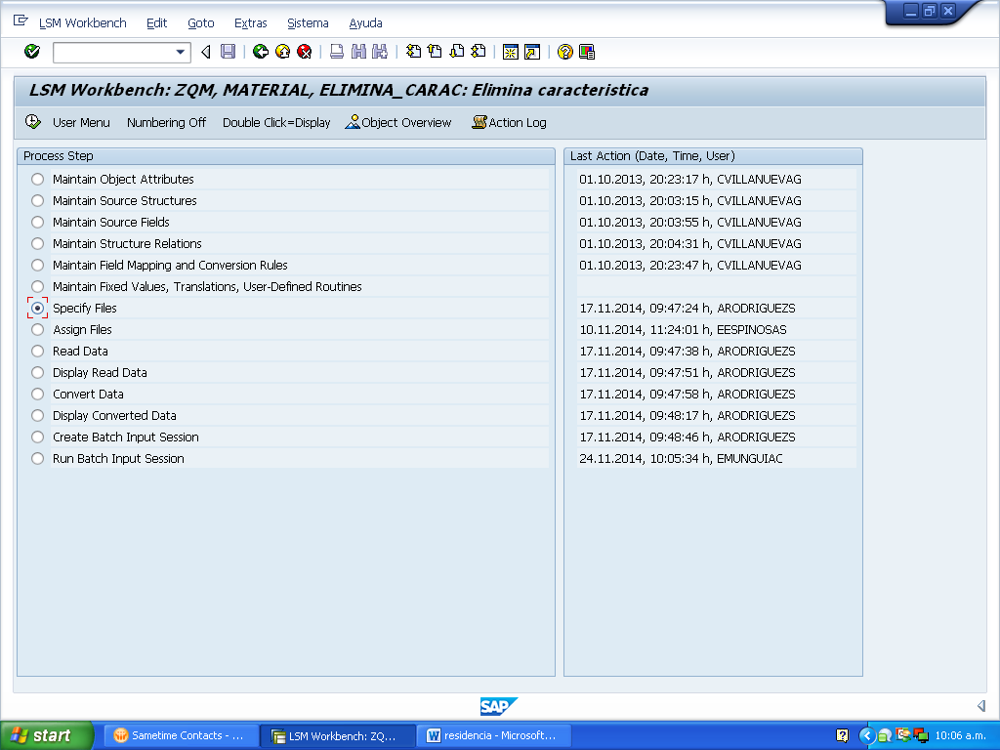 LSM Workbench Edit Goto Extras Sistema Ayuda
LSM Workbench: ZQM, MATERIAL, ELIMINA_CARAC: Elimina caracteristica
User Menu Numbering Off Double Click=Display Object Overview Action Log
Process Step Last Action (Date, Time, User)
Maintain Object Attributes 01.10.2013, 20:23:17 h, CVILLANUEVAG
Maintain Source Structures 01.10.2013, 20:03:15 h, CVILLANUEVAG
Maintain Source Fields 01.10.2013, 20:03:55 h, CVILLANUEVAG
Maintain Structure Relations 01.10.2013, 20:04:31 h, CVILLANUEVAG
Maintain Field Mapping and Conversion Rules 01.10.2013, 20:23:47 h, CVILLANUEVAG
Maintain Fixed Values, Translations, User-Defined Routines
Specify Files 17.11.2014, 09:47:24 h, ARODRIGUEZS
Assign Files 10.11.2014, 11:24:01 h, EESPINOSAS
Read Data 17.11.2014, 09:47:38 h, ARODRIGUEZS
Display Read Data 17.11.2014, 09:47:51 h, ARODRIGUEZS
Convert Data 17.11.2014, 09:47:58 h, ARODRIGUEZS
Display Converted Data 17.11.2014, 09:48:17 h, ARODRIGUEZS
Create Batch Input Session 17.11.2014, 09:48:46 h, ARODRIGUEZS
Run Batch Input Session 24.11.2014, 10:05:34 h, EMUNGUIAC
SAP
start Sametime Contacts - ... LSM Workbench: ZQ... residencia - Microsoft... 10:06 a.m.